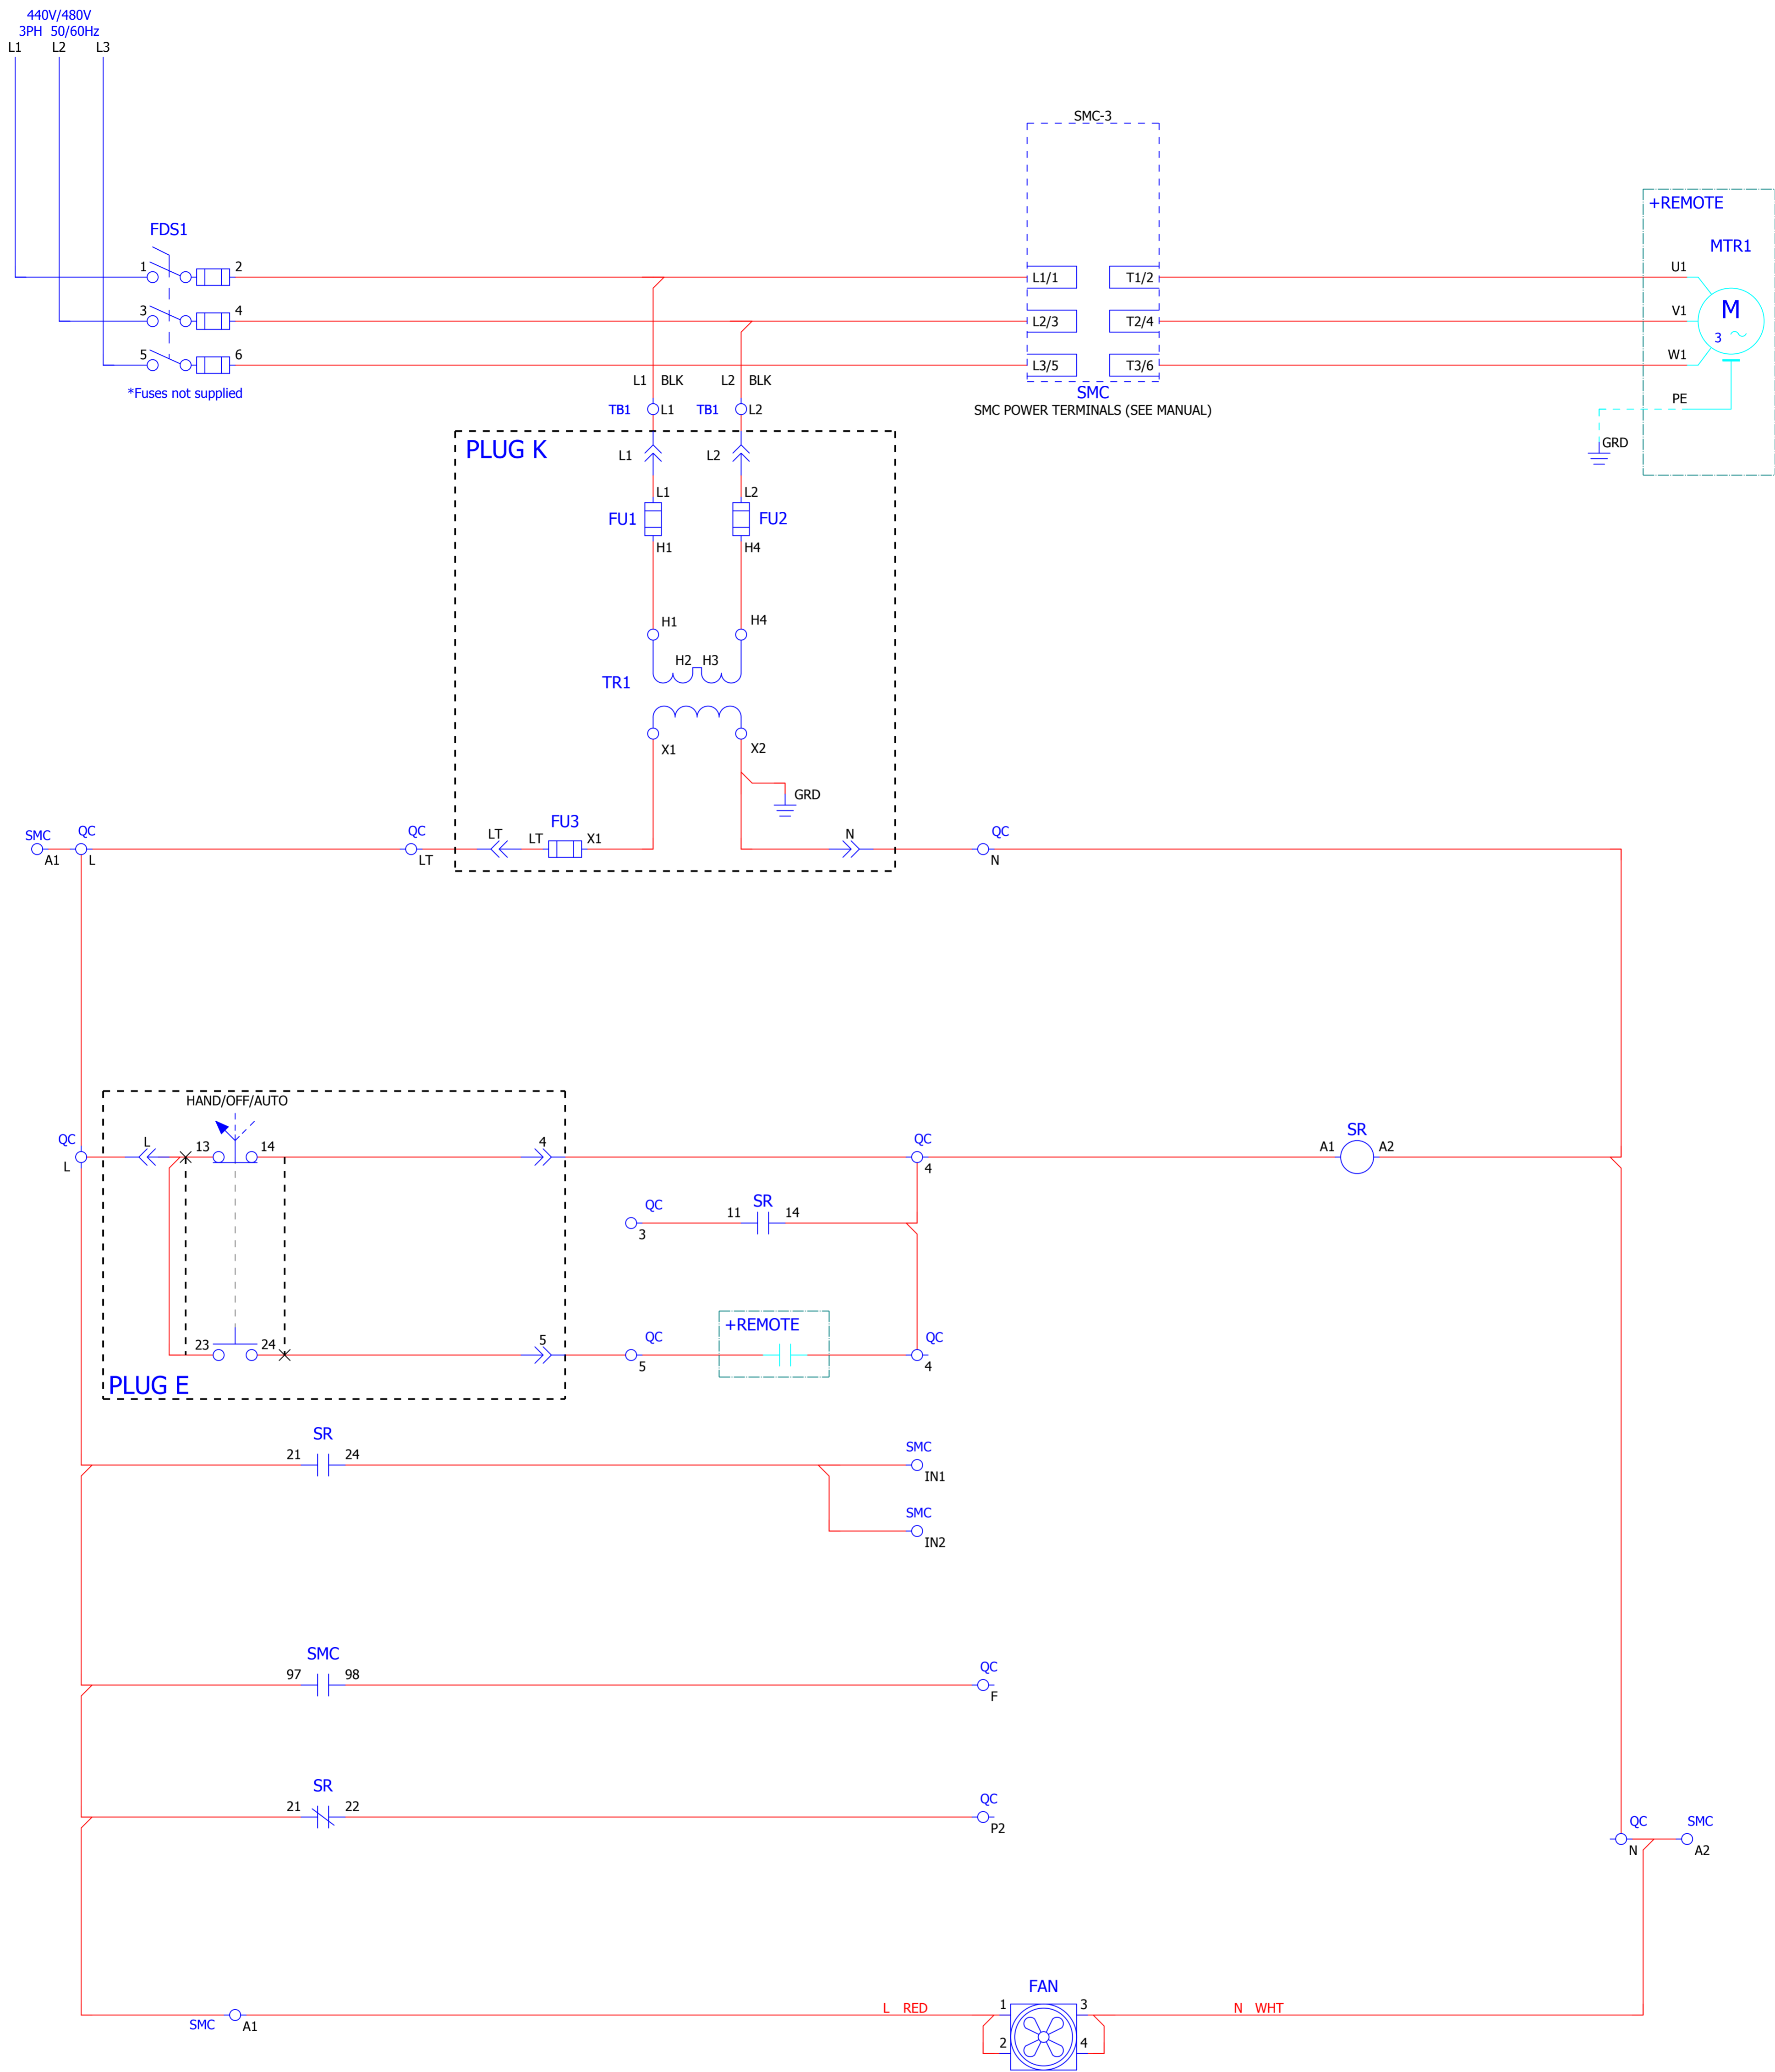 440V/480V
3PH 50/60Hz
L1 L2 L3
SMC-3
+REMOTE
FDS1
MTR1
1 2
L1/1 T1/2
U1
3 4
L2/3 T2/4
V1
M
3
5 6
L3/5 T3/6
W1
*Fuses not supplied
L1 BLK
L2 BLK
SMC
SMC POWER TERMINALS (SEE MANUAL)
PE
GRD
TB1 L1
TB1 L2
PLUG K
L1 L2
L1 L2
FU1 FU2
H1 H4
H1 H4
H2 H3
TR1
X1 X2
GRD
SMC
A1
QC
L
QC
LT
LT
LT
FU3
X1
N
QC
N
HAND/OFF/AUTO
QC
L
L
13 14
4
QC
4
SR
A1 A2
QC
3
SR
11 14
23 24
5
QC
5
+REMOTE
QC
4
PLUG E
SR
21 24
SMC
IN1
SMC
IN2
SMC
97 98
QC
F
SR
21 22
QC
P2
QC
N
SMC
A2
SMC
A1
L RED
FAN
1 3
2 4
N WHT